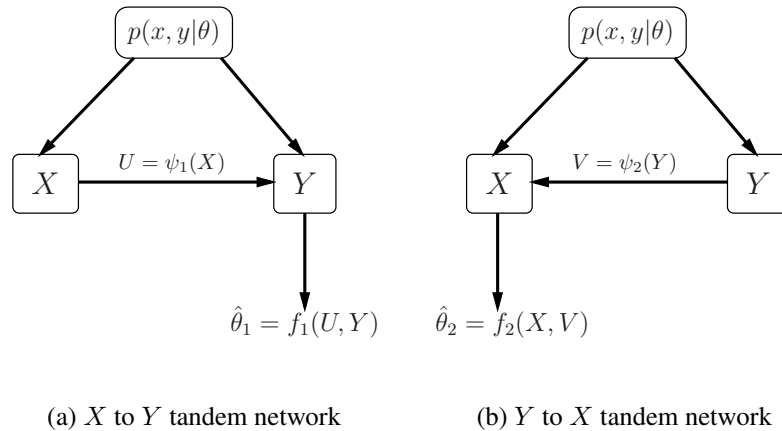 p(x, y|θ)
X
U = ψ₁(X)
Y
θ̂₁ = f₁(U, Y)
(a) X to Y tandem network
p(x, y|θ)
X
V = ψ₂(Y)
Y
θ̂₂ = f₂(X, V)
(b) Y to X tandem network